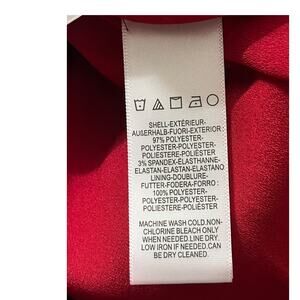 SHELL-EXTÉRIEUR-
AUßERHALB-FUORI-EXTERIOR:
97% POLYESTER-
POLYESTER-POLYESTER-
POLIESTERE-POLIÉSTER
3% SPANDEX-ÉLASTHANNE-
ELASTAN-ELASTAN-ELASTANO
LINING-DOUBLURE-
FUTTER-FODERA-FORRO:
100% POLYESTER-
POLYESTER-POLYESTER-
POLIESTERE-POLIÉSTER
MACHINE WASH COLD.NON-
CHLORINE BLEACH ONLY
WHEN NEEDED.LINE DRY.
LOW IRON IF NEEDED.CAN
BE DRY CLEANED.